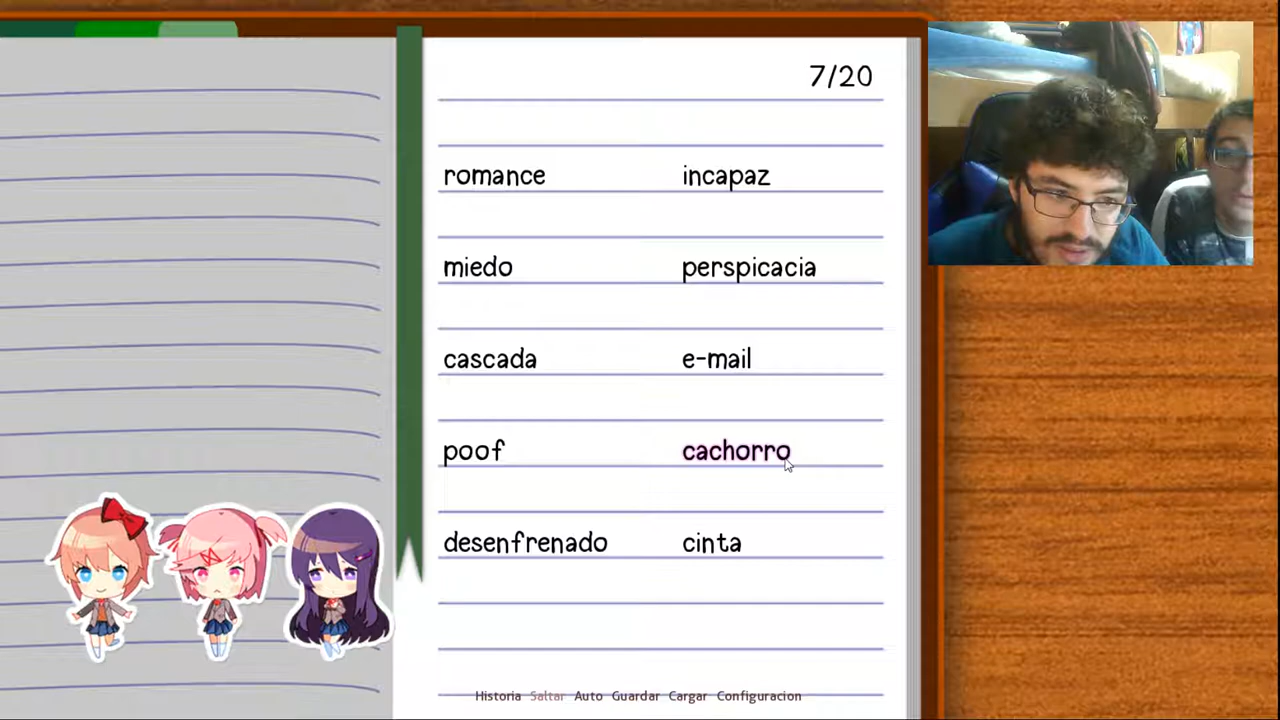 7/20
romance incapaz
miedo perspicacia
cascada e-mail
poof cachorro
desenfrenado cinta
Historia Saltar Auto Guardar Cargar Configuracion